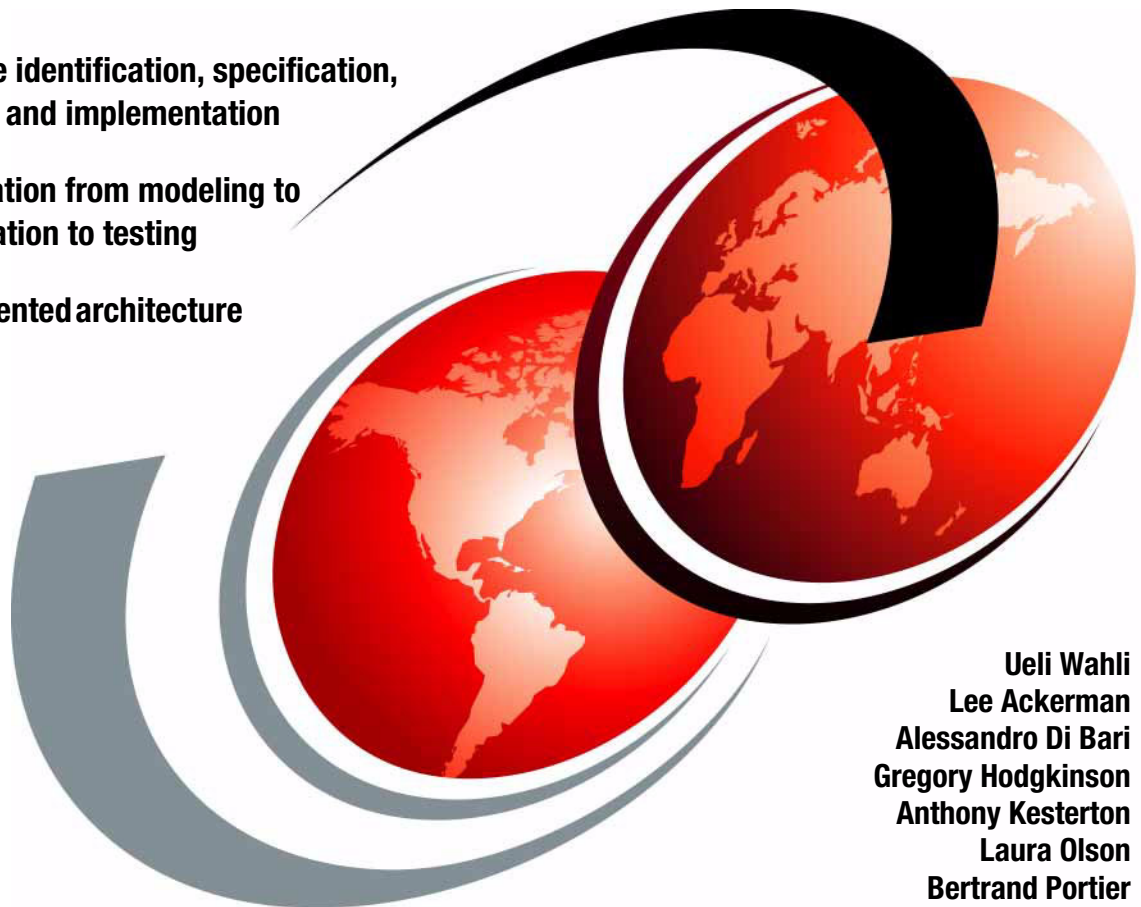 e identification, specification,
and implementation
ation from modeling to
ation to testing
ented architecture
Ueli Wahli
Lee Ackerman
Alessandro Di Bari
Gregory Hodgkinson
Anthony Kesterton
Laura Olson
Bertrand Portier